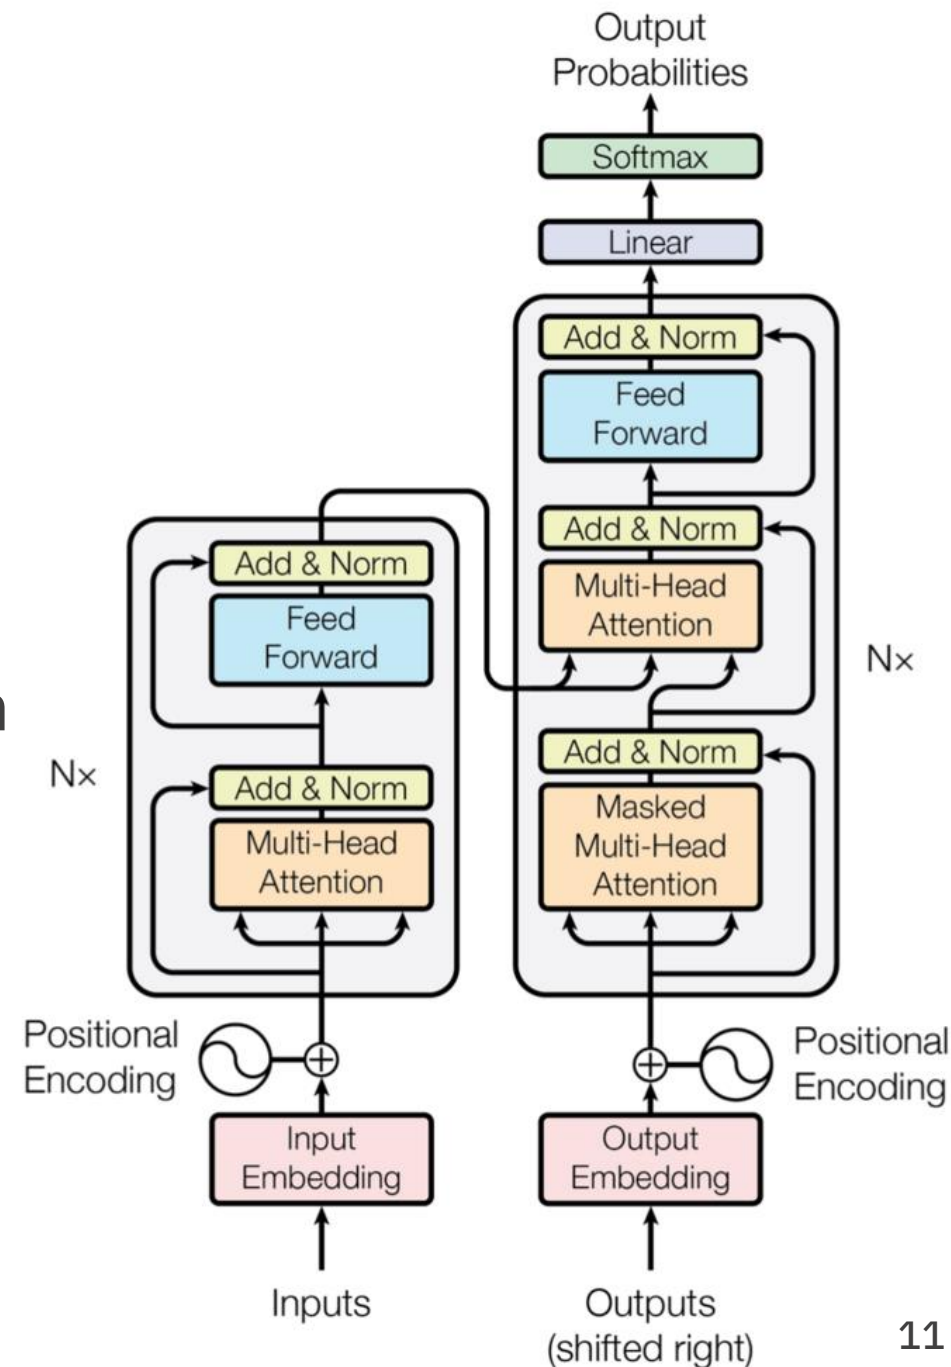 Output
Probabilities
Softmax
Linear
Add & Norm
Feed
Forward
Add & Norm
Multi-Head
Attention
Nx
Add & Norm
Masked
Multi-Head
Attention
Add & Norm
Feed
Forward
n
Nx
Add & Norm
Multi-Head
Attention
Positional
Encoding
Positional
Encoding
Input
Embedding
Output
Embedding
Inputs
Outputs
(shifted right)
11